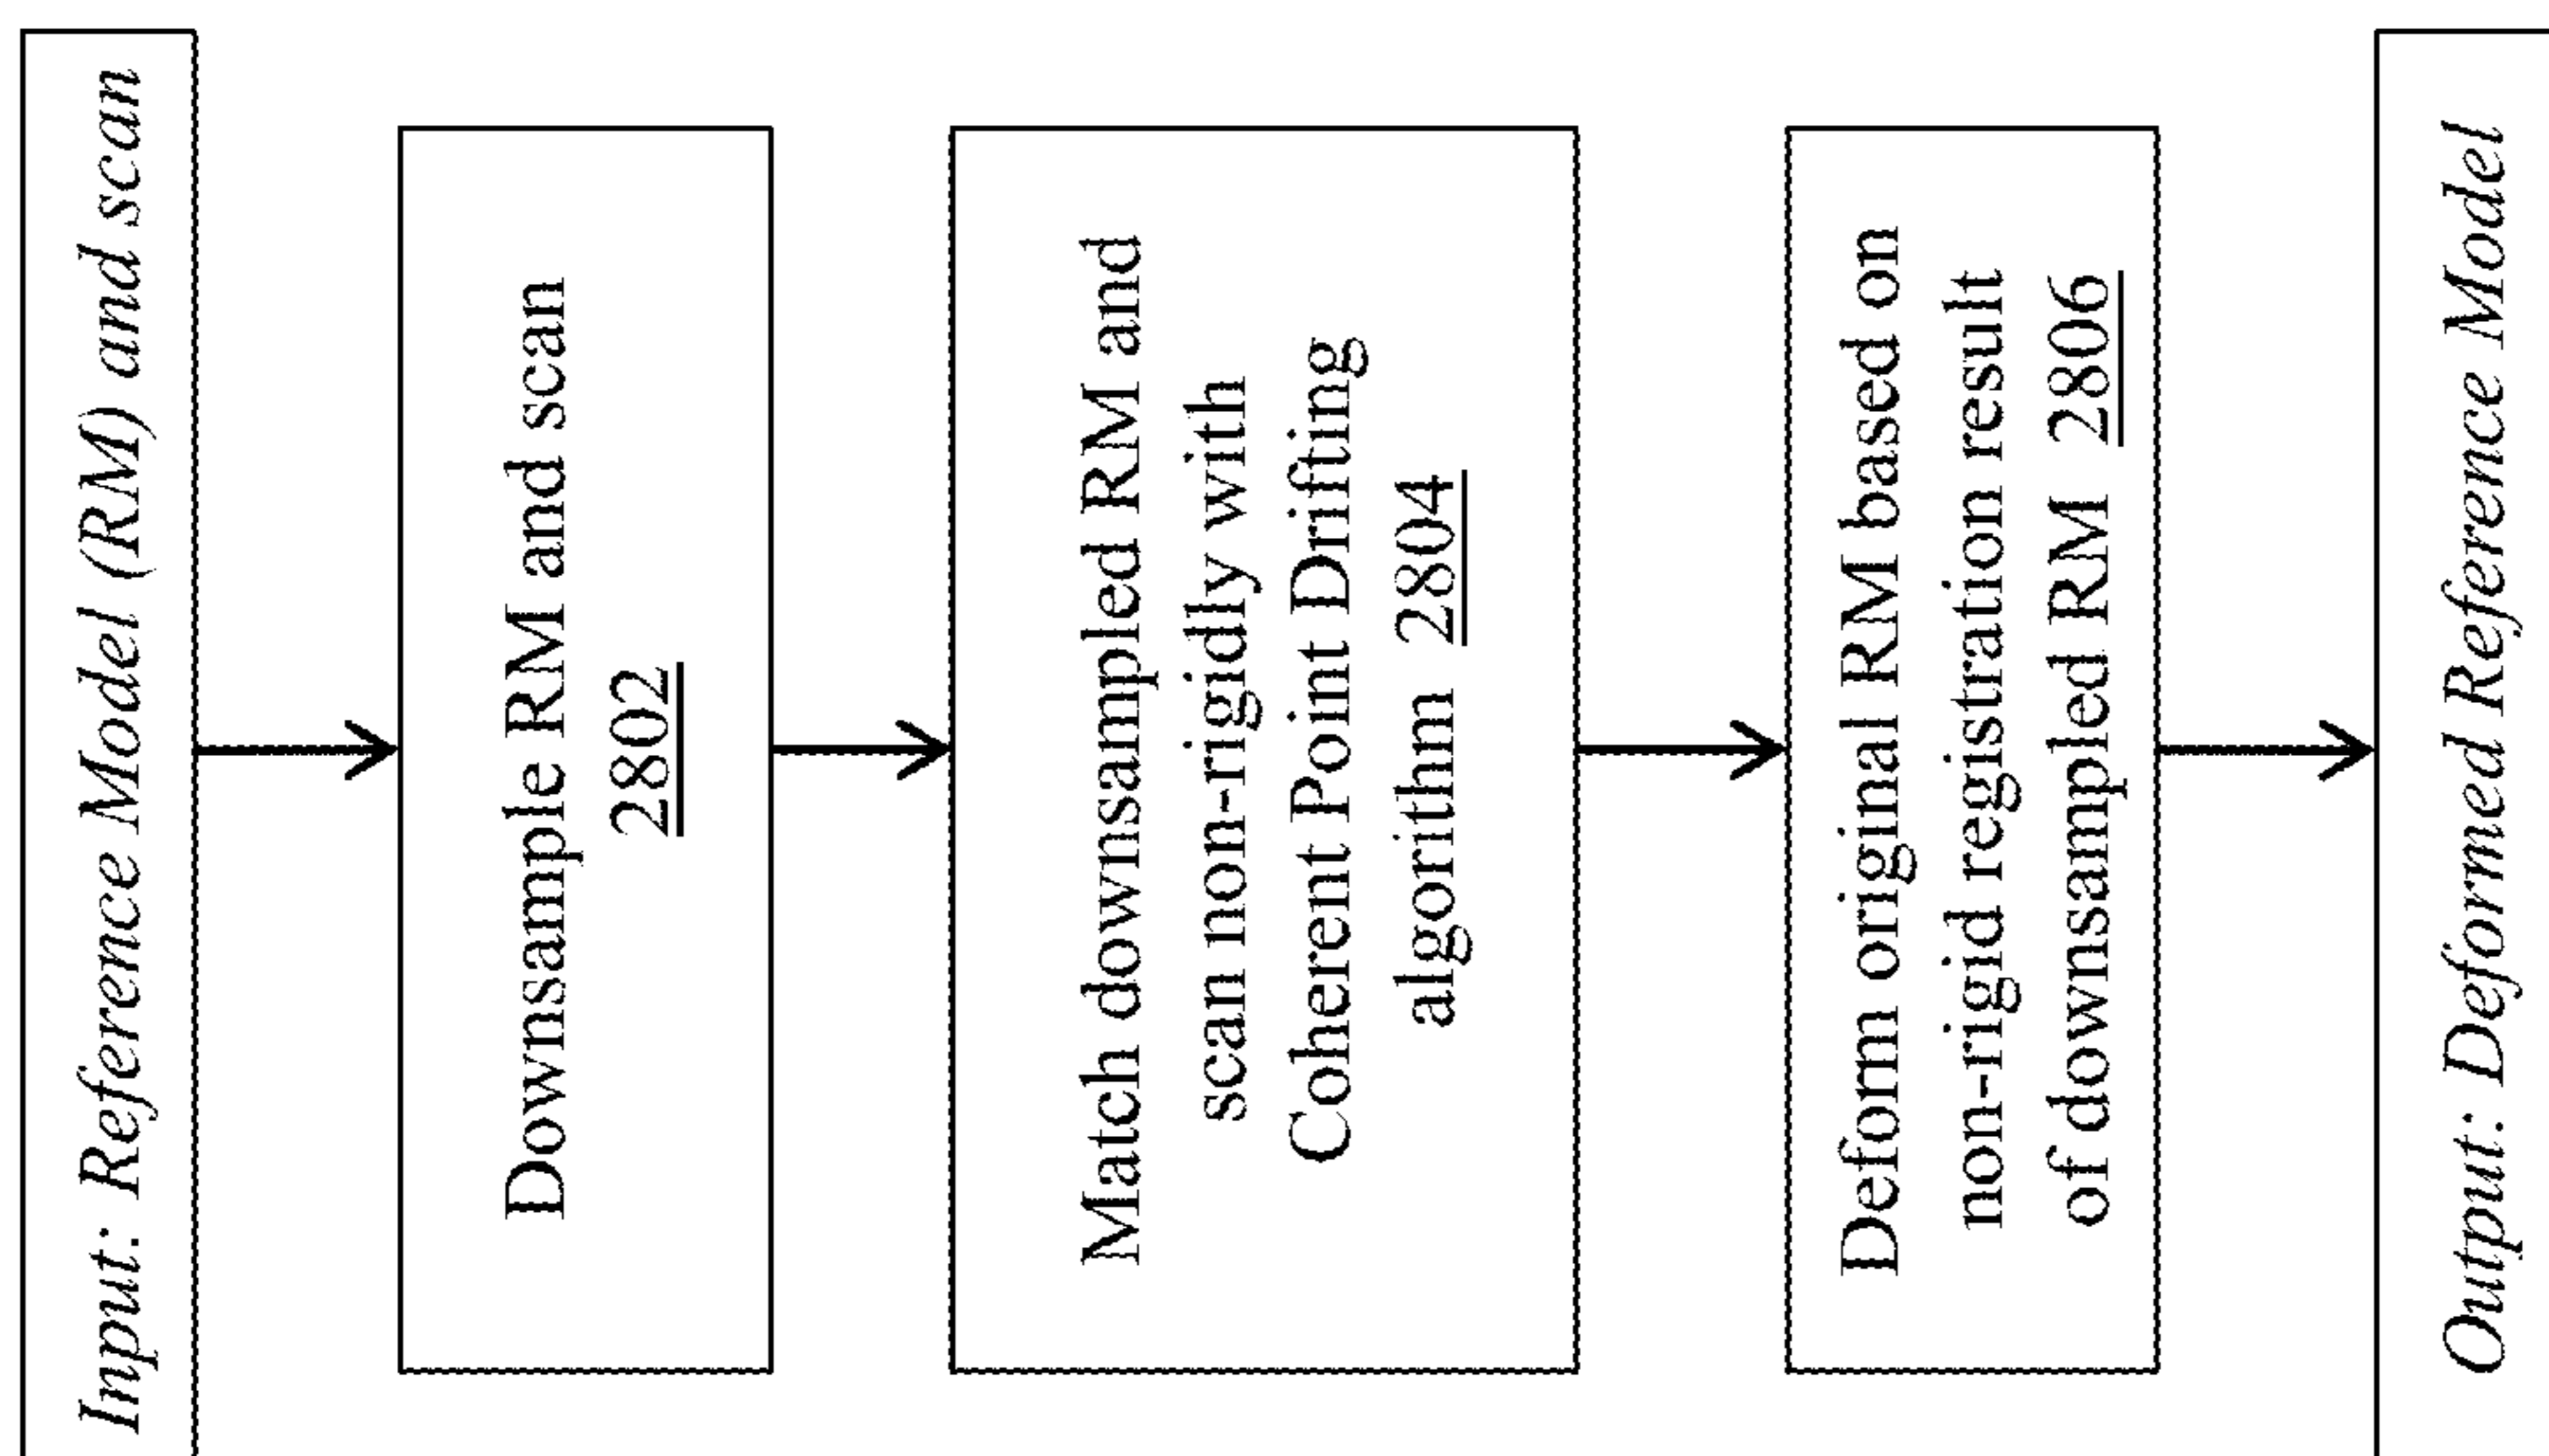 Input: Reference Model (RM) and scan
Downsample RM and scan
2802
Match downsampled RM and
scan non-rigidly with
Coherent Point Drifting
algorithm 2804
Deform original RM based on
non-rigid registration result
of downsampled RM 2806
Output: Deformed Reference Model